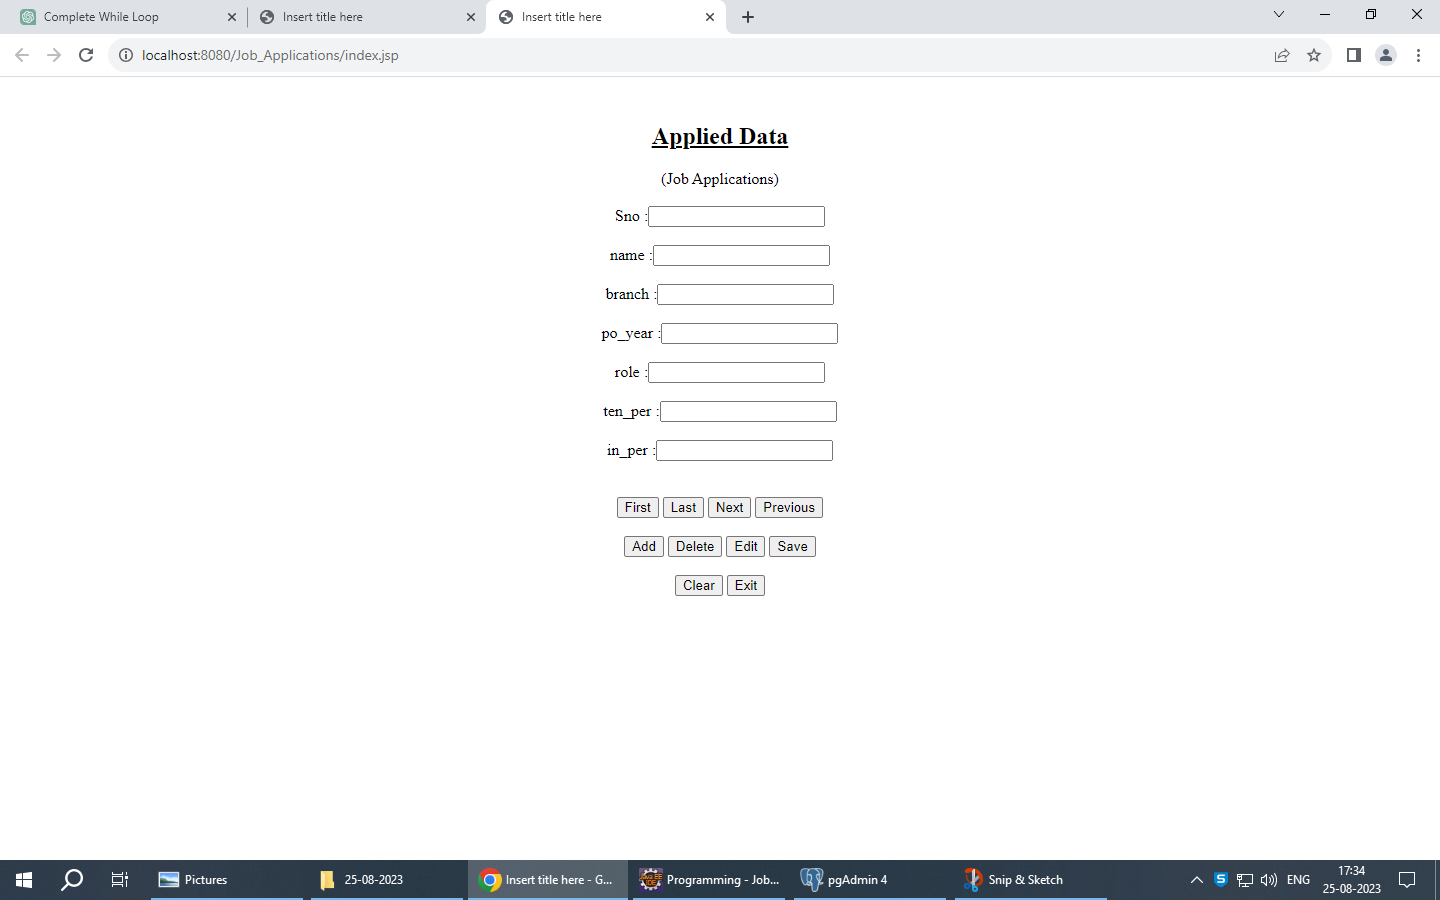 Complete While Loop
Insert title here
Insert title here
localhost:8080/Job_Applications/index.jsp
Applied Data
(Job Applications)
Sno :
name :
branch :
po_year :
role :
ten_per :
in_per :
First Last Next Previous
Add Delete Edit Save
Clear Exit
Pictures
25-08-2023
Insert title here - G...
Programming - Job...
pgAdmin 4
Snip & Sketch
ENG
17:34
25-08-2023